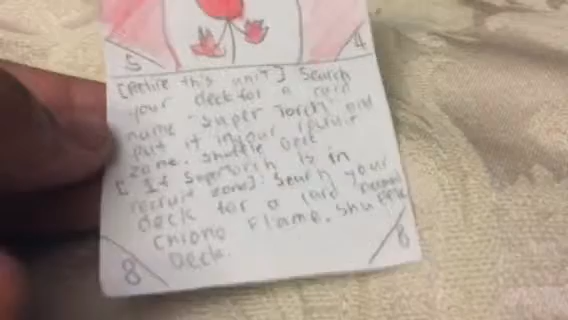 5 4
[Retire this unit] Search
your deck for a card
name "Super Torch" and
put it in your recruit
zone. shuffle Deck
[ If Supertorch is in
recruit zone]: Search your
deck for a card named
Chrono Flame. shuffle
Deck.
8 8